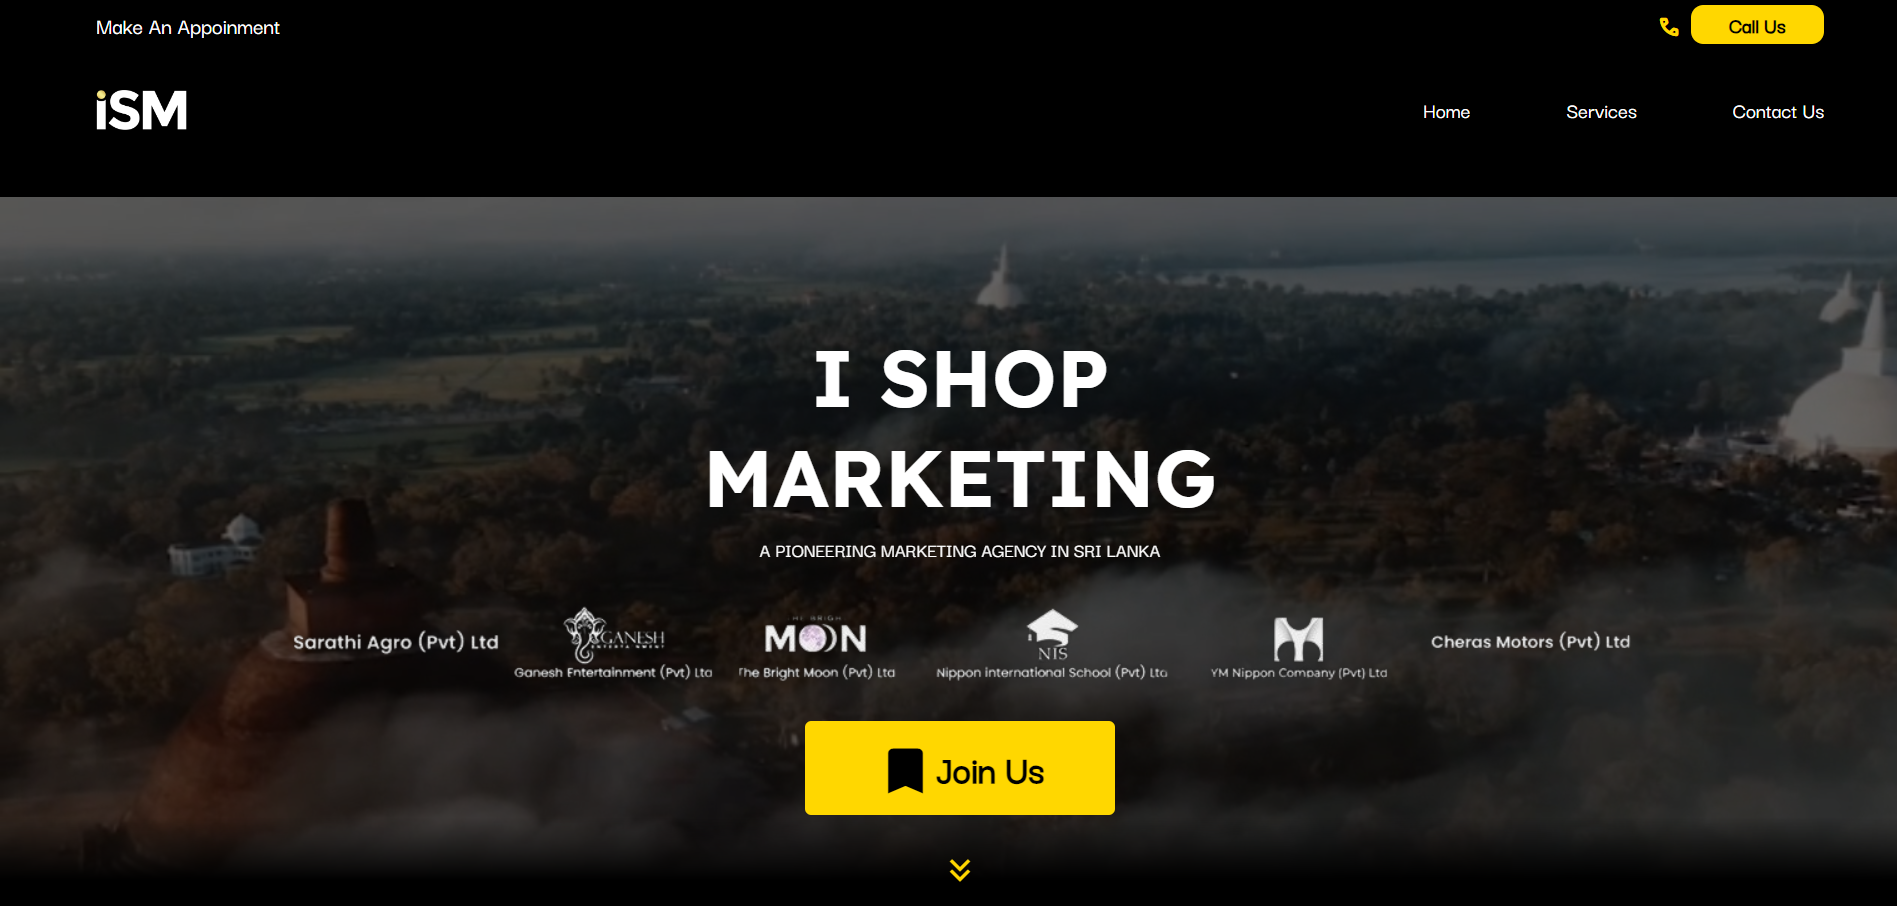 Make An Appoinment
Call Us
iSM
Home
Services
Contact Us
I SHOP
MARKETING
A PIONEERING MARKETING AGENCY IN SRI LANKA
Sarathi Agro (Pvt) Ltd
GANESH
ENTERTAINMENT
Ganesh Entertainment (Pvt) Ltd
MOON
The Bright Moon (Pvt) Ltd
NIS
Nippon international School (Pvt) Ltd
YM Nippon Company (Pvt) Ltd
Cheras Motors (Pvt) Ltd
Join Us